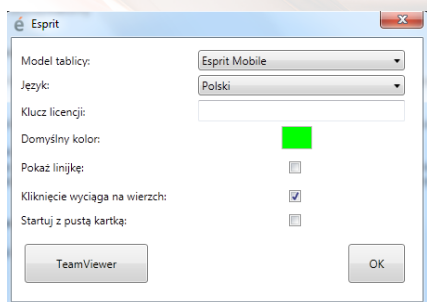 é Esprit
Model tablicy: Esprit Mobile
Język: Polski
Klucz licencji:
Domyślny kolor:
Pokaż linijkę:
Kliknięcie wyciąga na wierzch:
Startuj z pustą kartką:
TeamViewer OK